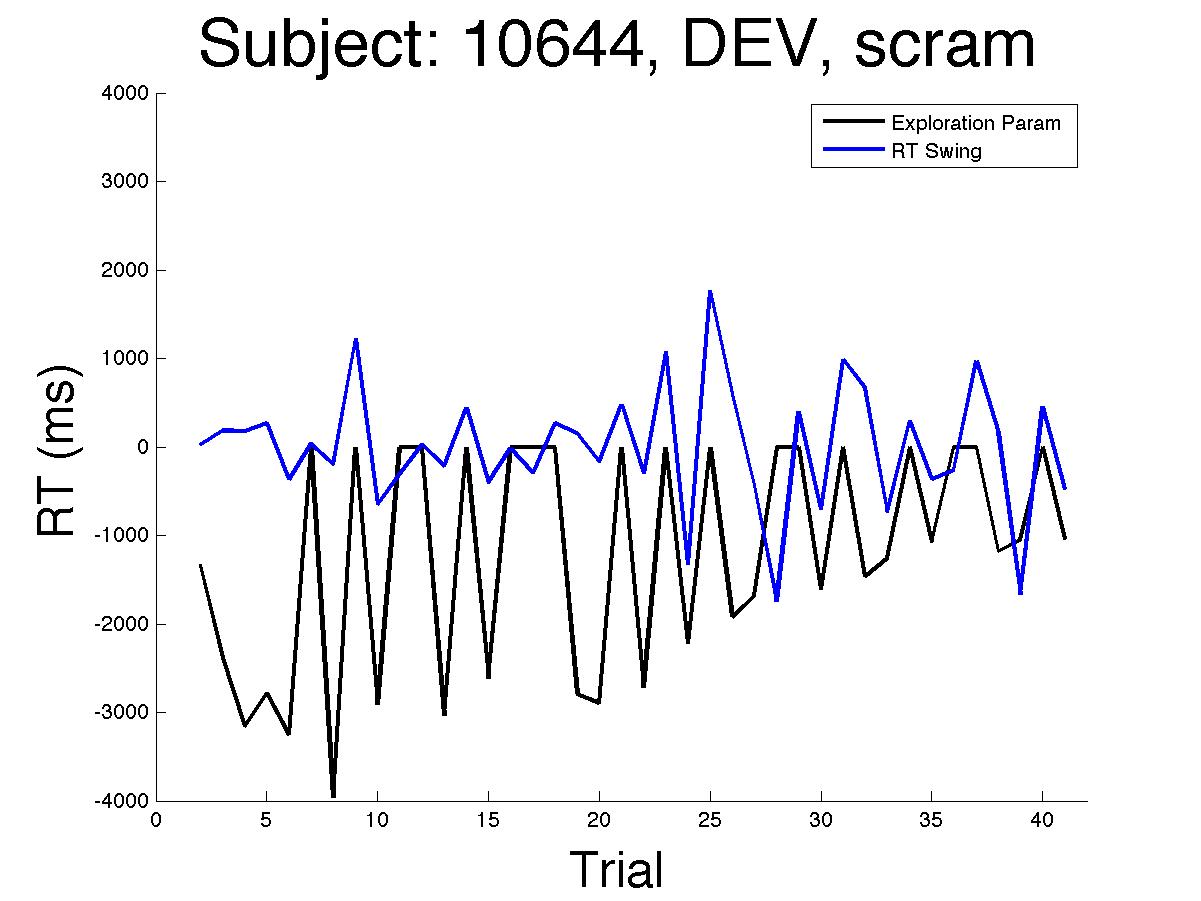 Subject: 10644, DEV, scram
4000
3000
2000
1000
0
-1000
-2000
-3000
-4000
RT (ms)
Exploration Param
RT Swing
0 5 10 15 20 25 30 35 40
Trial